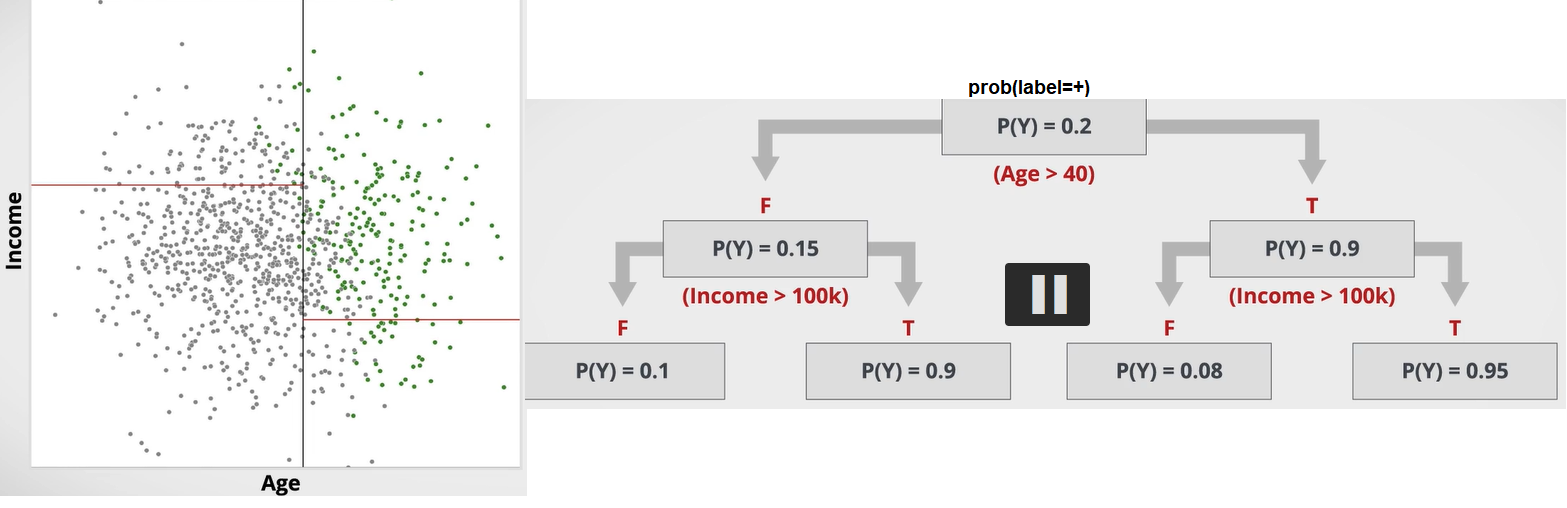 Income
Age
prob(label=+)
P(Y) = 0.2
(Age > 40)
F
T
P(Y) = 0.15
P(Y) = 0.9
(Income > 100k)
(Income > 100k)
F
T
F
T
P(Y) = 0.1
P(Y) = 0.9
P(Y) = 0.08
P(Y) = 0.95